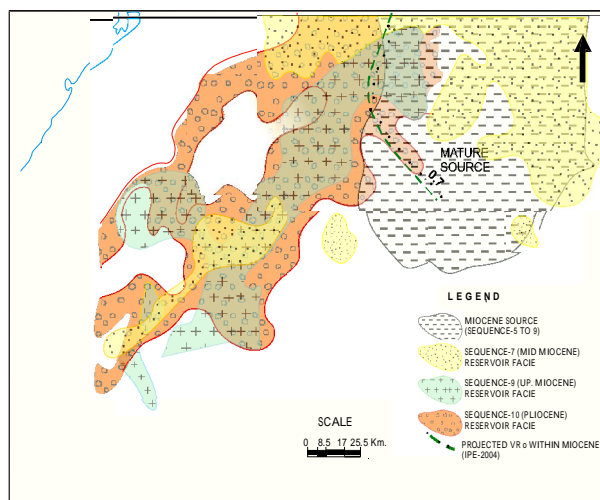 MATURE
SOURCE
0.7
LEGEND
MIOCENE SOURCE
(SEQUENCE-5 TO 9)
SEQUENCE-7 (MID MIOCENE)
RESERVOIR FACIE
SEQUENCE-9 (UP. MIOCENE)
RESERVOIR FACIE
SEQUENCE-10 (PLIOCENE)
RESERVOIR FACIE
PROJECTED VR o WITHIN MIOCENE
(IPE-2004)
SCALE
0 8.5 17 25.5 Km.